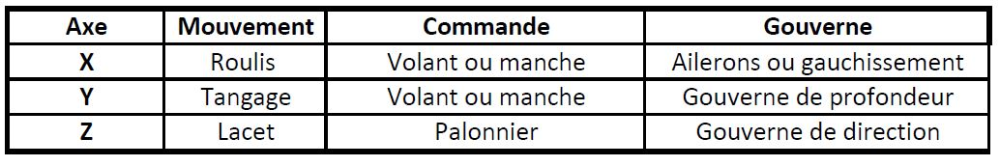 Axe Mouvement Commande Gouverne
X Roulis Volant ou manche Ailerons ou gauchissement
Y Tangage Volant ou manche Gouverne de profondeur
Z Lacet Palonnier Gouverne de direction